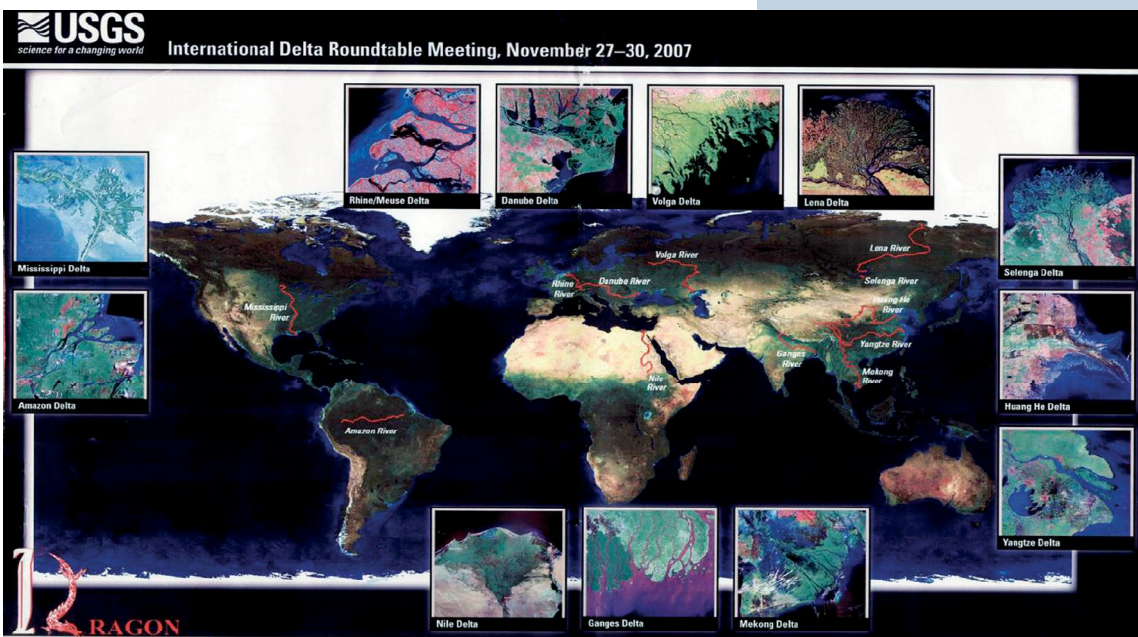 USGS
science for a changing world
International Delta Roundtable Meeting, November 27–30, 2007
Rhine/Meuse Delta
Danube Delta
Volga Delta
Lena Delta
Mississippi Delta
Selenga Delta
Amazon Delta
Huang He Delta
Yangtze Delta
Lena River
Volga River
Selenga River
Rhine
River
Danube River
Mississippi
River
Huang He
River
Yangtze River
Ganges
River
Mekong
River
Nile
River
Amazon River
Nile Delta
Ganges Delta
Mekong Delta
RAGON